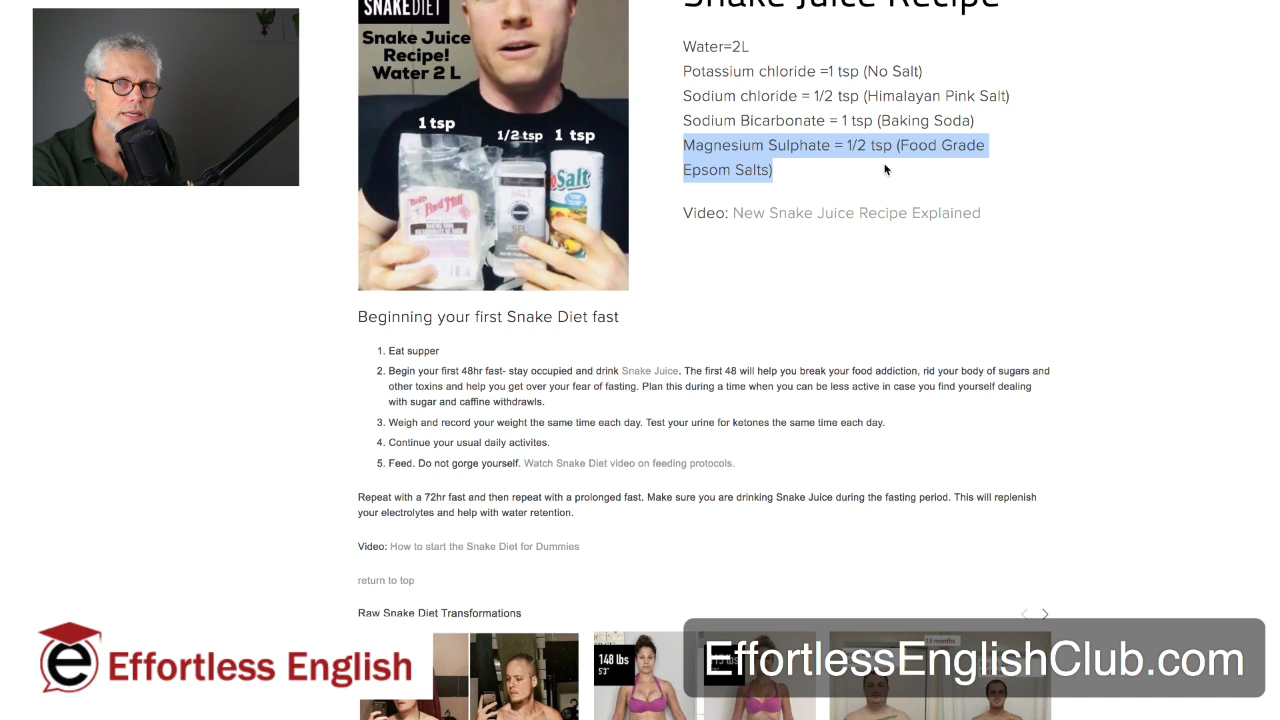 SNAKEDIET
Snake Juice
Recipe!
Water 2 L
1 tsp
1/2 tsp
1 tsp
Red Mill
SALT
SEL
Salt
Snake Juice Recipe
Water=2L
Potassium chloride =1 tsp (No Salt)
Sodium chloride = 1/2 tsp (Himalayan Pink Salt)
Sodium Bicarbonate = 1 tsp (Baking Soda)
Magnesium Sulphate = 1/2 tsp (Food Grade
Epsom Salts)
Video: New Snake Juice Recipe Explained
Beginning your first Snake Diet fast
1. Eat supper
2. Begin your first 48hr fast- stay occupied and drink Snake Juice. The first 48 will help you break your food addiction, rid your body of sugars and
other toxins and help you get over your fear of fasting. Plan this during a time when you can be less active in case you find yourself dealing
with sugar and caffine withdrawls.
3. Weigh and record your weight the same time each day. Test your urine for ketones the same time each day.
4. Continue your usual daily activites.
5. Feed. Do not gorge yourself. Watch Snake Diet video on feeding protocols.
Repeat with a 72hr fast and then repeat with a prolonged fast. Make sure you are drinking Snake Juice during the fasting period. This will replenish
your electrolytes and help with water retention.
Video: How to start the Snake Diet for Dummies
return to top
Raw Snake Diet Transformations
148 lbs
5'3"
13 months
e Effortless English
EffortlessEnglishClub.com